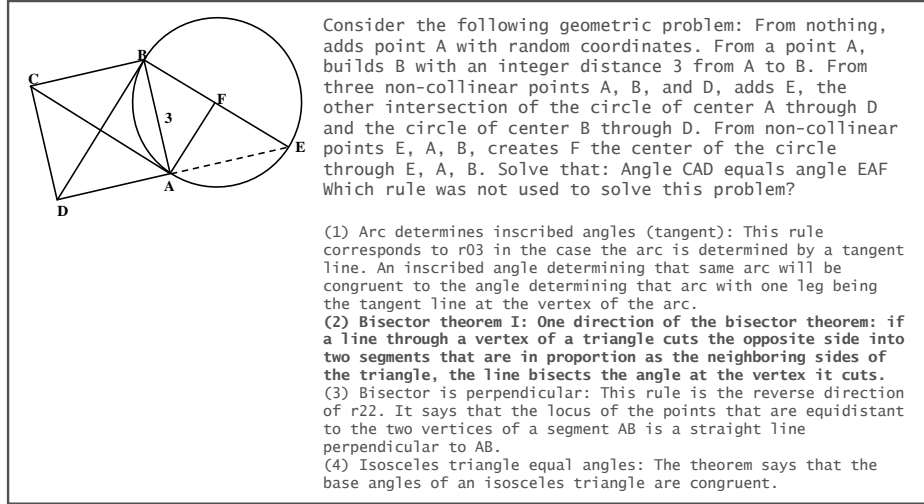 Consider the following geometric problem: From nothing,
adds point A with random coordinates. From a point A,
builds B with an integer distance 3 from A to B. From
three non-collinear points A, B, and D, adds E, the
other intersection of the circle of center A through D
and the circle of center B through D. From non-collinear
points E, A, B, creates F the center of the circle
through E, A, B. Solve that: Angle CAD equals angle EAF
Which rule was not used to solve this problem?
(1) Arc determines inscribed angles (tangent): This rule
corresponds to r03 in the case the arc is determined by a tangent
line. An inscribed angle determining that same arc will be
congruent to the angle determining that arc with one leg being
the tangent line at the vertex of the arc.
(2) Bisector theorem I: One direction of the bisector theorem: if
a line through a vertex of a triangle cuts the opposite side into
two segments that are in proportion as the neighboring sides of
the triangle, the line bisects the angle at the vertex it cuts.
(3) Bisector is perpendicular: This rule is the reverse direction
of r22. It says that the locus of the points that are equidistant
to the two vertices of a segment AB is a straight line
perpendicular to AB.
(4) Isosceles triangle equal angles: The theorem says that the
base angles of an isosceles triangle are congruent.
B
C
F
3
E
A
D